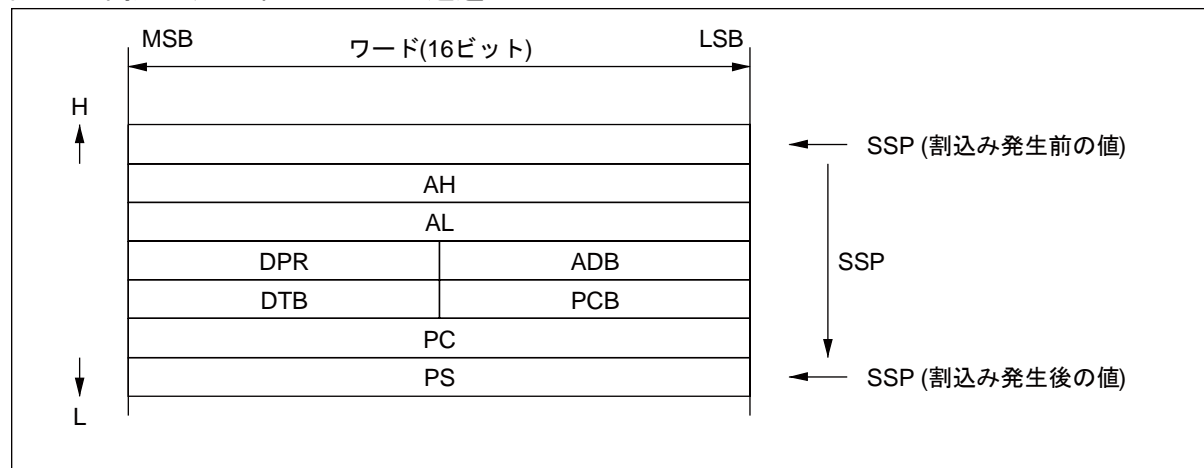 MSB ワード(16ビット) LSB
H
SSP (割込み発生前の値)
AH
AL
DPR ADB SSP
DTB PCB
PC
PS SSP (割込み発生後の値)
L